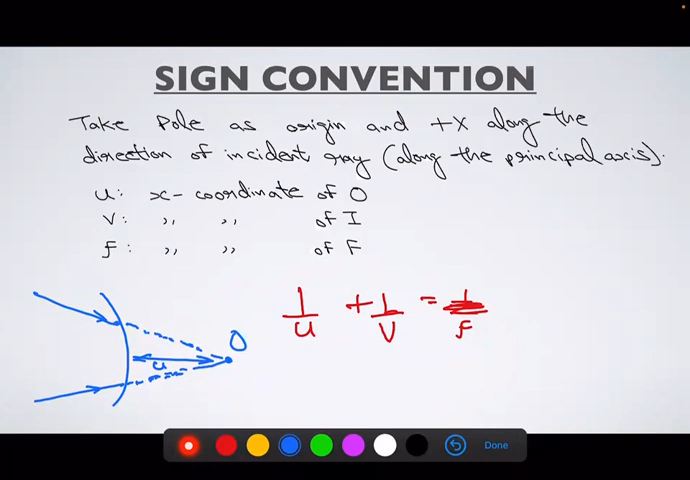 SIGN CONVENTION
Take Pole as origin and +X along the
direction of incident ray (along the principal axis).
u: x-coordinate of O
v: ,, ,, of I
f: ,, ,, of F
O
u
1/u + 1/v = 1/f
Done